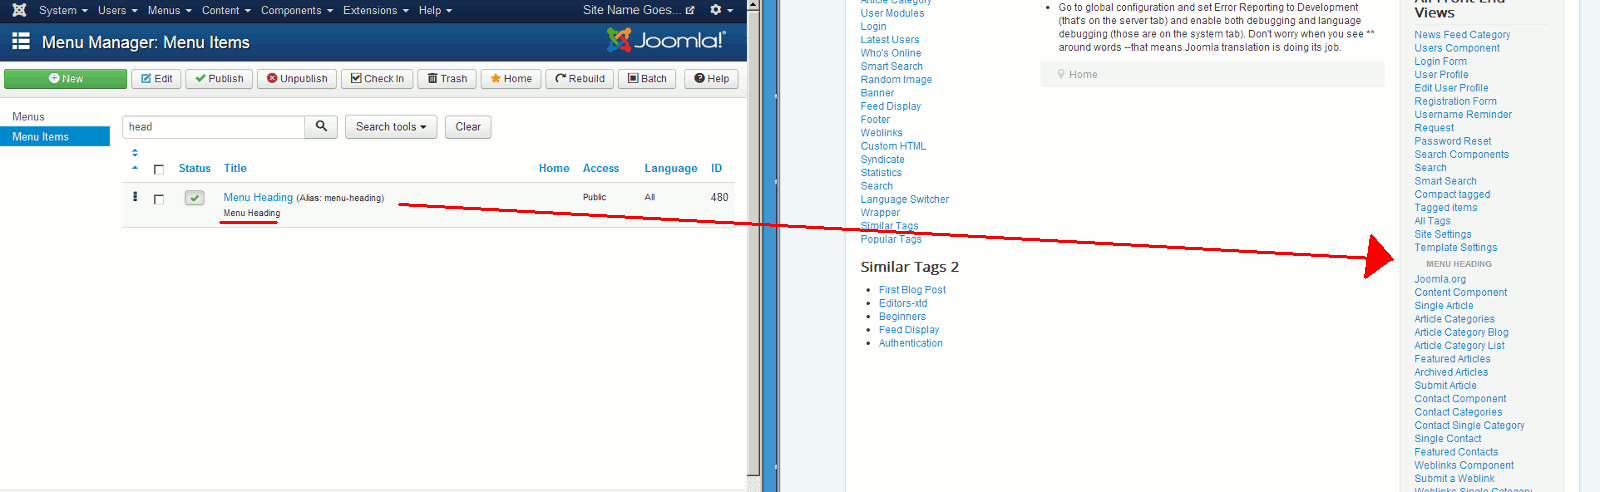 System Users Menus Content Components Extensions Help Site Name Goes...
Menu Manager: Menu Items
Joomla!
New Edit Publish Unpublish Check In Trash Home Rebuild Batch Help
Menus
Menu Items
head
Search tools
Clear
Status Title Home Access Language ID
Menu Heading (Alias: menu-heading) Public All 480
Menu Heading
Article Category
User Modules
Login
Latest Users
Who's Online
Smart Search
Random Image
Banner
Feed Display
Footer
Weblinks
Custom HTML
Syndicate
Statistics
Search
Language Switcher
Wrapper
Similar Tags
Popular Tags
Similar Tags 2
First Blog Post
Editors-xtd
Beginners
Feed Display
Authentication
Go to global configuration and set Error Reporting to Development
(that's on the server tab) and enable both debugging and language
debugging (those are on the system tab). Don't worry when you see **
around words --that means Joomla translation is doing its job.
Home
All Front End
Views
News Feed Category
Users Component
Login Form
User Profile
Edit User Profile
Registration Form
Username Reminder
Request
Password Reset
Search Components
Search
Smart Search
Compact tagged
Tagged items
All Tags
Site Settings
Template Settings
MENU HEADING
Joomla.org
Content Component
Single Article
Article Categories
Article Category Blog
Article Category List
Featured Articles
Archived Articles
Submit Article
Contact Component
Contact Categories
Contact Single Category
Single Contact
Featured Contacts
Weblinks Component
Submit a Weblink
Weblinks Single Category